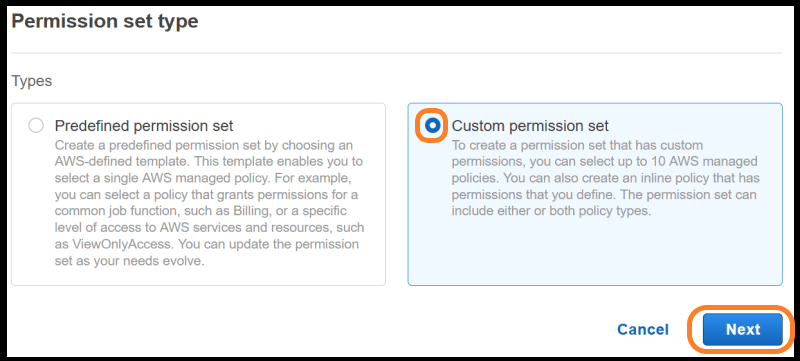 Permission set type
Types
Predefined permission set
Create a predefined permission set by choosing an
AWS-defined template. This template enables you to
select a single AWS managed policy. For example,
you can select a policy that grants permissions for a
common job function, such as Billing, or a specific
level of access to AWS services and resources, such
as ViewOnlyAccess. You can update the permission
set as your needs evolve.
Custom permission set
To create a permission set that has custom
permissions, you can select up to 10 AWS managed
policies. You can also create an inline policy that has
permissions that you define. The permission set can
include either or both policy types.
Cancel
Next